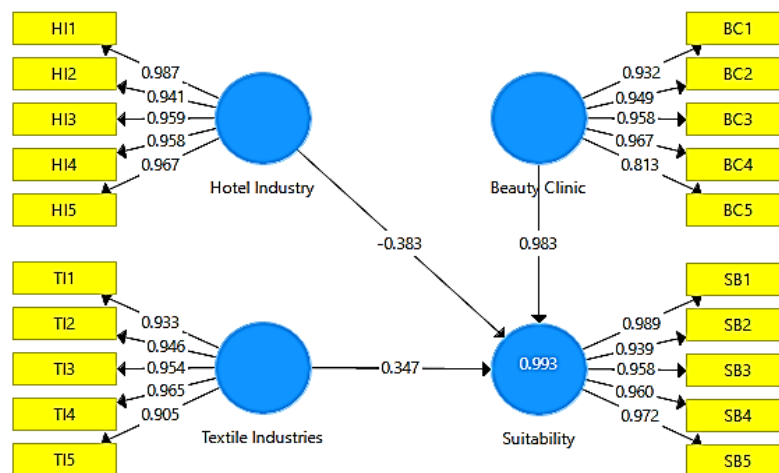 HI1
HI2
HI3
HI4
HI5
0.987
0.941
0.959
0.958
0.967
Hotel Industry
BC1
BC2
BC3
BC4
BC5
0.932
0.949
0.958
0.967
0.813
Beauty Clinic
-0.383
0.983
TI1
TI2
TI3
TI4
TI5
0.933
0.946
0.954
0.965
0.905
Textile Industries
0.347
0.993
Suitability
0.989
0.939
0.958
0.960
0.972
SB1
SB2
SB3
SB4
SB5